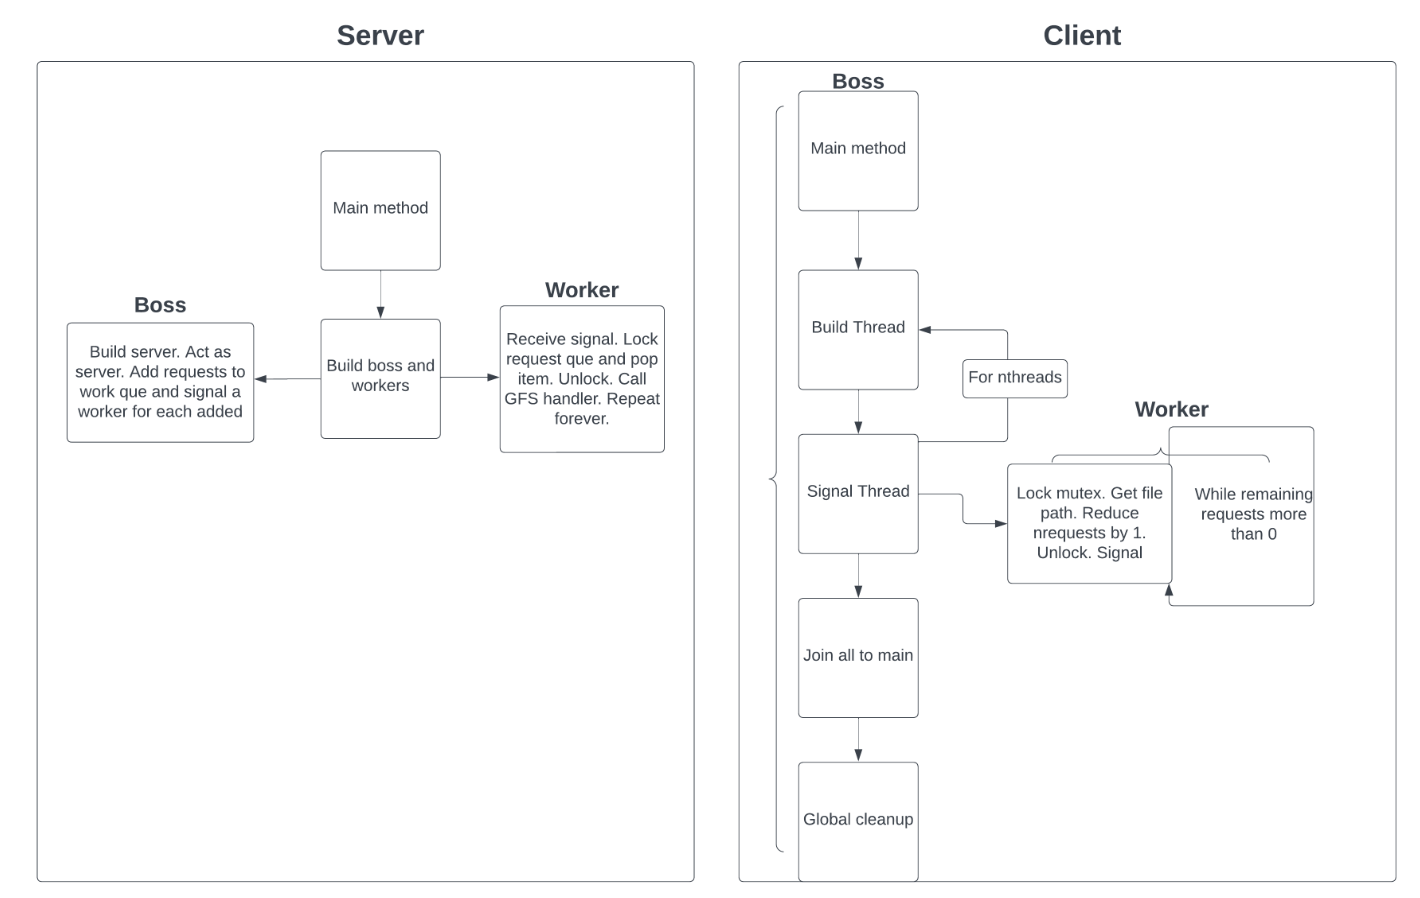 Server
Main method
Boss
Build server. Act as
server. Add requests to
work que and signal a
worker for each added
Build boss and
workers
Worker
Receive signal. Lock
request que and pop
item. Unlock. Call
GFS handler. Repeat
forever.
Client
Boss
Main method
Build Thread
For nthreads
Signal Thread
Worker
Lock mutex. Get file
path. Reduce
nrequests by 1.
Unlock. Signal
While remaining
requests more
than 0
Join all to main
Global cleanup